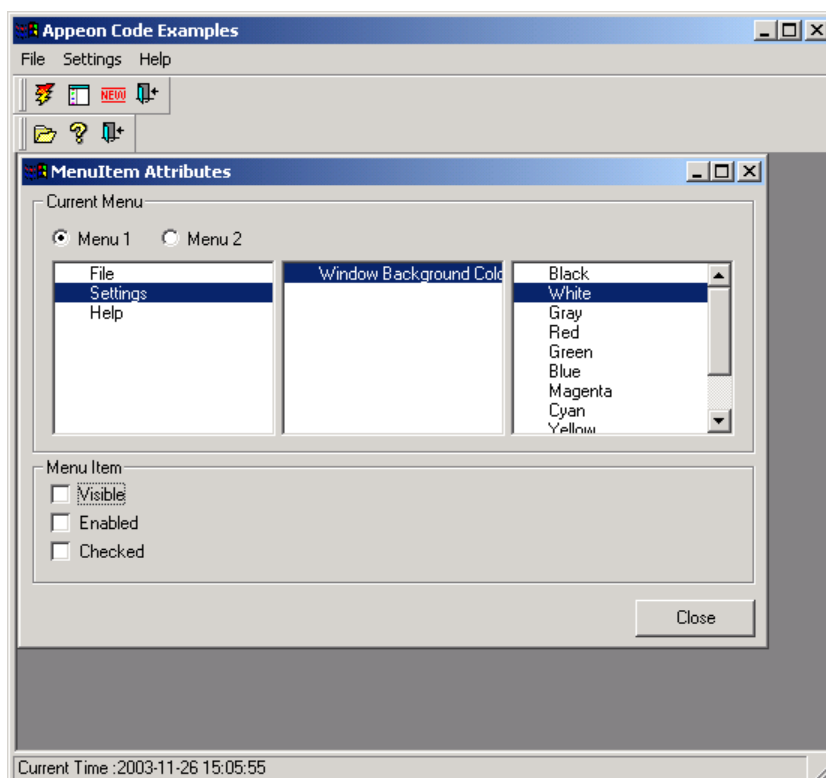 Appeon Code Examples
File Settings Help
NEW
MenuItem Attributes
Current Menu
Menu 1 Menu 2
File
Settings
Help
Window Background Colo
Black
White
Gray
Red
Green
Blue
Magenta
Cyan
Yellow
Menu Item
Visible
Enabled
Checked
Close
Current Time :2003-11-26 15:05:55